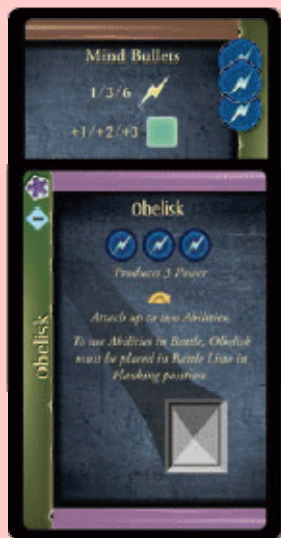 Mind Bullets
1/3/6
+1/+2/+3
Obelisk
Produces 3 Power
Attach up to two Abilities.
To use Abilities in Battle, Obelisk
must be placed in Battle Line in
Flanking position.
Obelisk